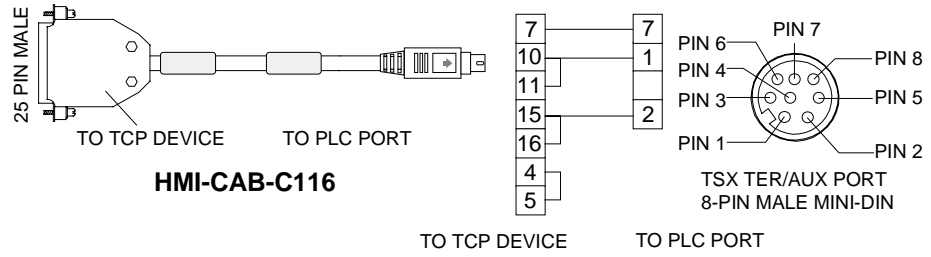 25 PIN MALE
TO TCP DEVICE
TO PLC PORT
HMI-CAB-C116
7 7
10 1
11
15 2
16
4
5
TO TCP DEVICE
TO PLC PORT
PIN 7
PIN 6
PIN 8
PIN 4
PIN 3
PIN 5
PIN 1
PIN 2
TSX TER/AUX PORT
8-PIN MALE MINI-DIN